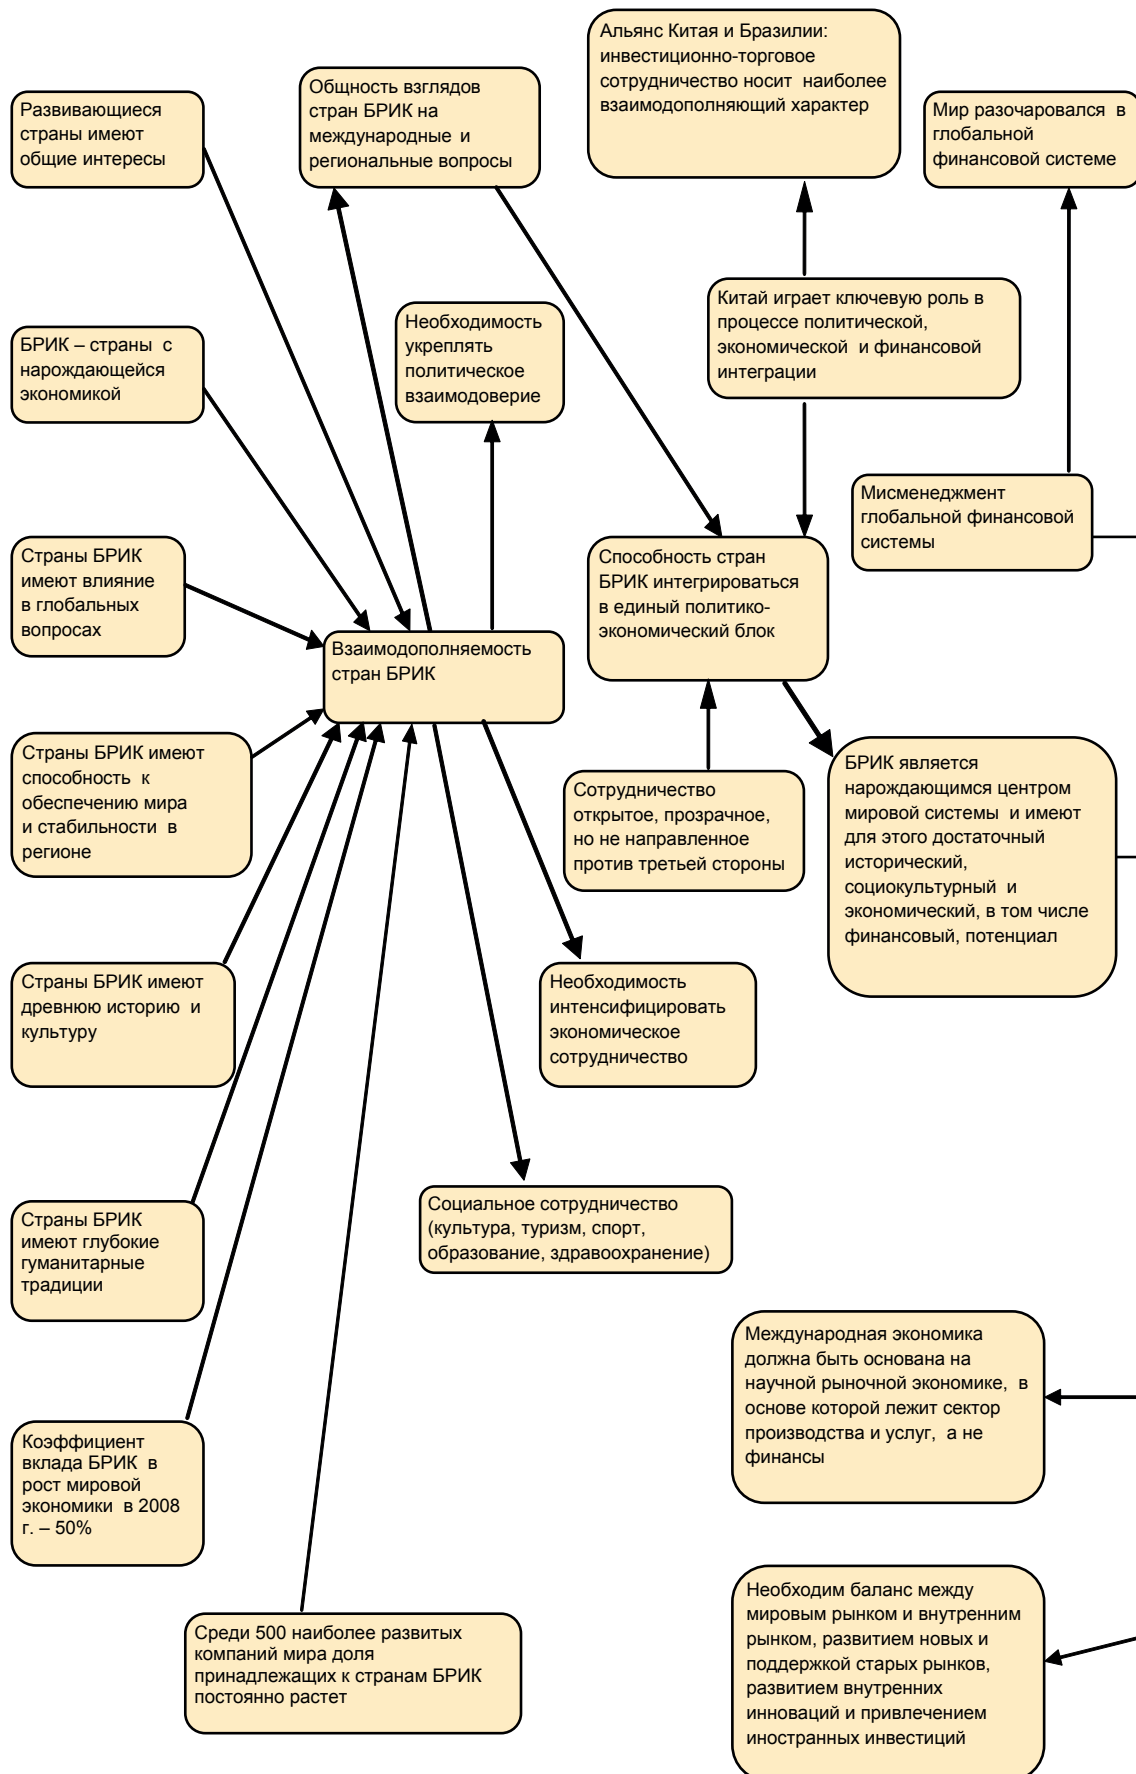 Альянс Китая и Бразилии:
инвестиционно-торговое
сотрудничество носит наиболее
взаимодополняющий характер
Общность взглядов
стран БРИК на
международные и
региональные вопросы
Развивающиеся
страны имеют
общие интересы
Мир разочаровался в
глобальной
финансовой системе
Китай играет ключевую роль в
процессе политической,
экономической и финансовой
интеграции
Необходимость
укреплять
политическое
взаимодоверие
БРИК – страны с
нарождающейся
экономикой
Мисменеджмент
глобальной финансовой
системы
Страны БРИК
имеют влияние
в глобальных
вопросах
Способность стран
БРИК интегрироваться
в единый политико-
экономический блок
Взаимодополняемость
стран БРИК
Страны БРИК имеют
способность к
обеспечению мира
и стабильности в
регионе
Сотрудничество
открытое, прозрачное,
но не направленное
против третьей стороны
БРИК является
нарождающимся центром
мировой системы и имеют
для этого достаточный
исторический,
социокультурный и
экономический, в том числе
финансовый, потенциал
Страны БРИК имеют
древнюю историю и
культуру
Необходимость
интенсифицировать
экономическое
сотрудничество
Страны БРИК
имеют глубокие
гуманитарные
традиции
Социальное сотрудничество
(культура, туризм, спорт,
образование, здравоохранение)
Международная экономика
должна быть основана на
научной рыночной экономике, в
основе которой лежит сектор
производства и услуг, а не
финансы
Коэффициент
вклада БРИК в
рост мировой
экономики в 2008
г. – 50%
Необходим баланс между
мировым рынком и внутренним
рынком, развитием новых и
поддержкой старых рынков,
развитием внутренних
инноваций и привлечением
иностранных инвестиций
Среди 500 наиболее развитых
компаний мира доля
принадлежащих к странам БРИК
постоянно растет